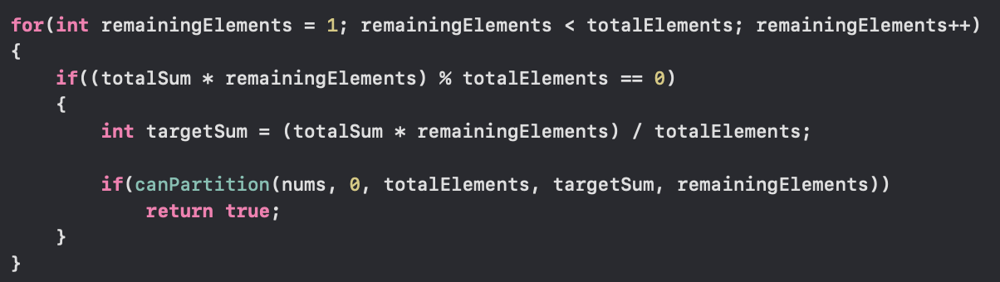 for(int remainingElements = 1; remainingElements < totalElements; remainingElements++)
{
    if((totalSum * remainingElements) % totalElements == 0)
    {
        int targetSum = (totalSum * remainingElements) / totalElements;

        if(canPartition(nums, 0, totalElements, targetSum, remainingElements))
            return true;
    }
}